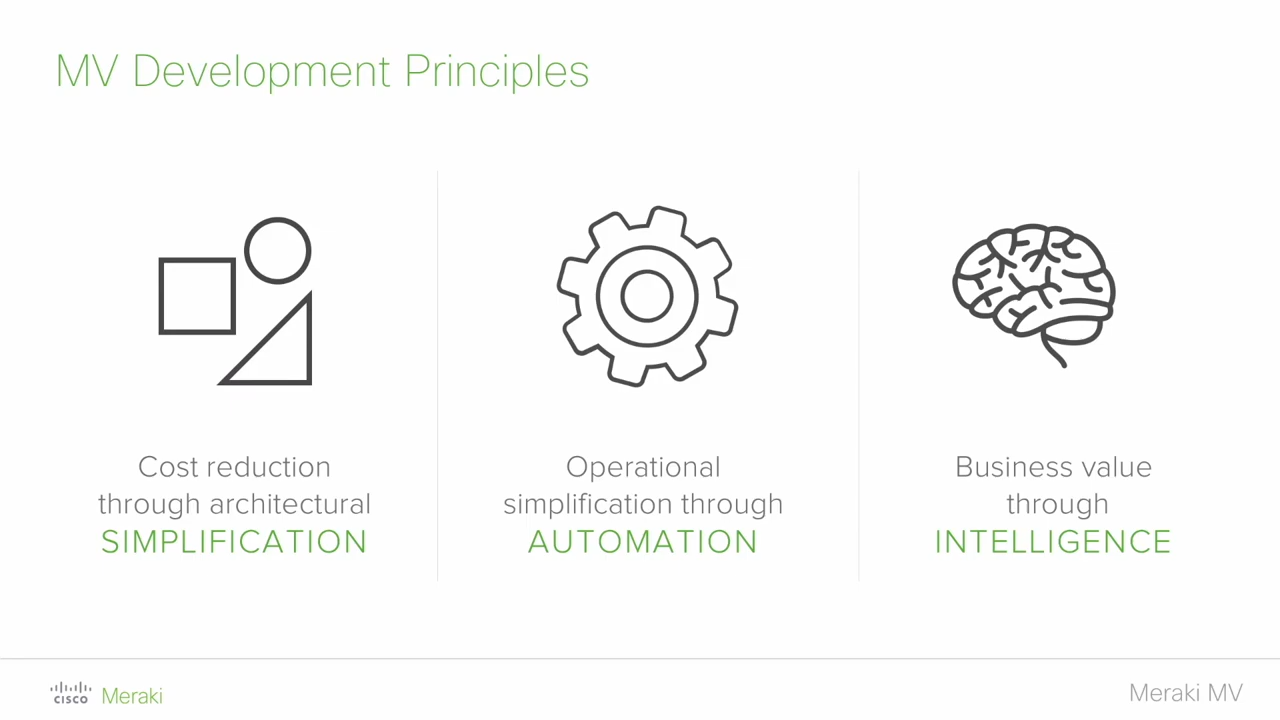 MV Development Principles
Cost reduction
through architectural
SIMPLIFICATION
Operational
simplification through
AUTOMATION
Business value
through
INTELLIGENCE
CISCO Meraki
Meraki MV